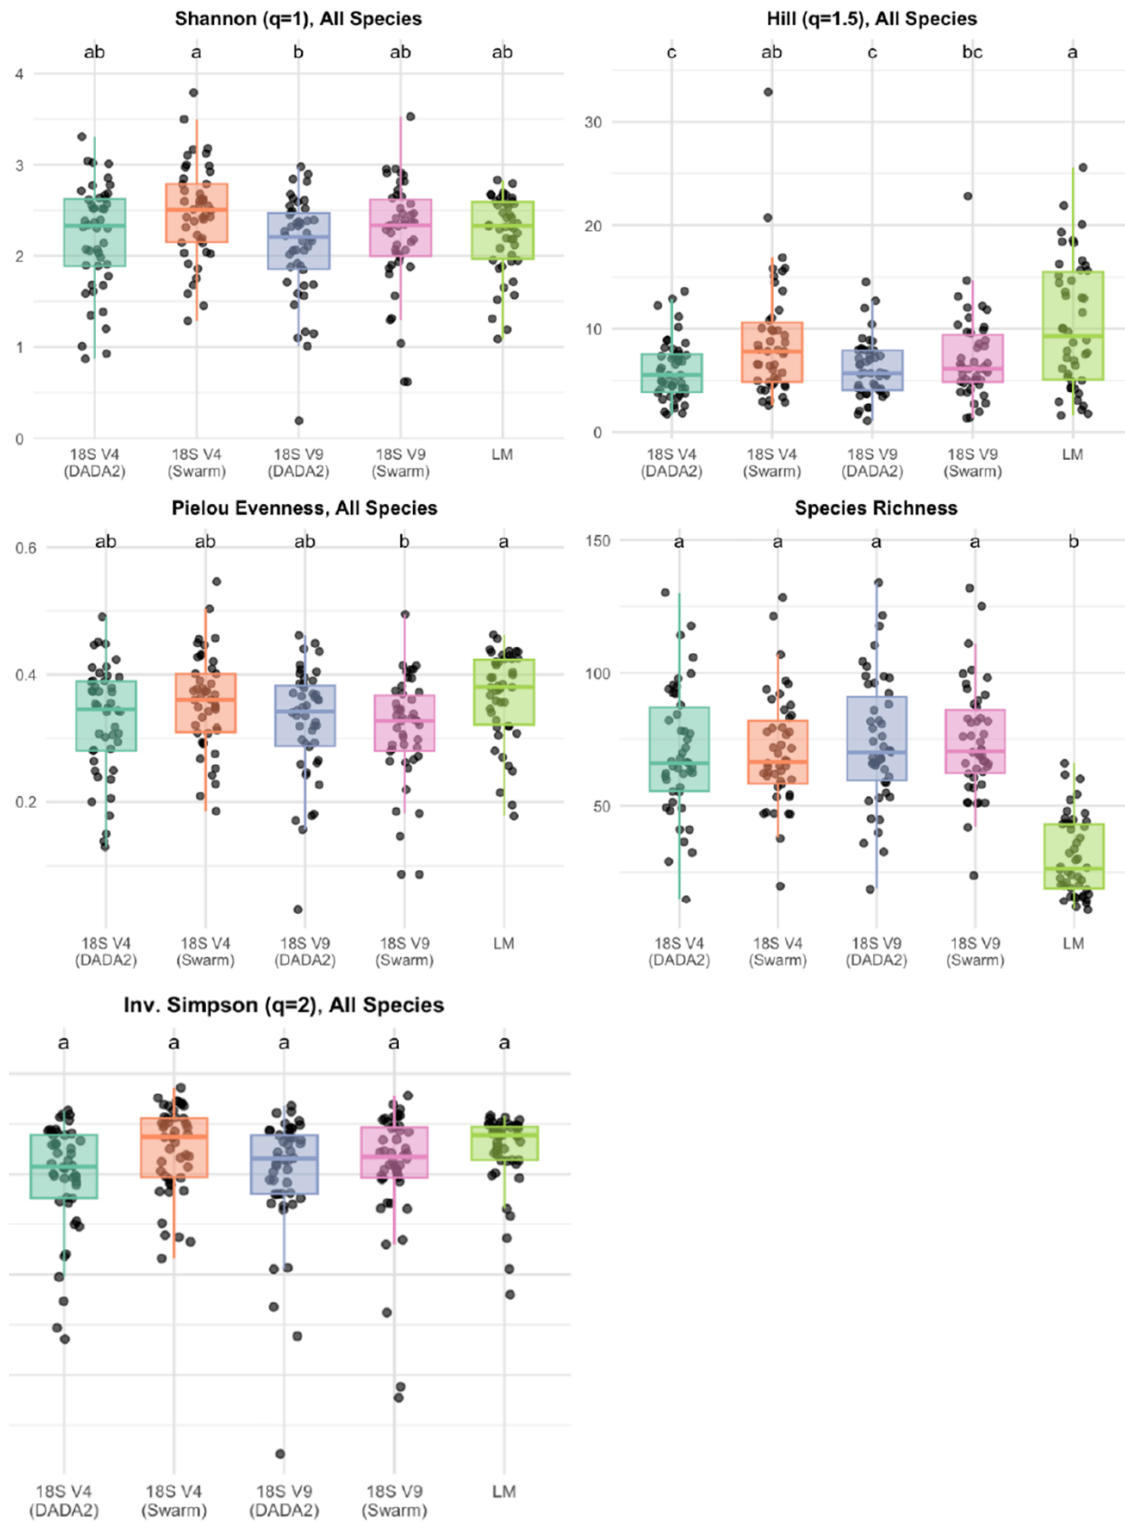 Shannon (q=1), All Species
ab a b ab ab
4
3
2
1
0
18S V4 18S V4 18S V9 18S V9 LM
(DADA2) (Swarm) (DADA2) (Swarm)
Hill (q=1.5), All Species
c ab c bc a
30
20
10
0
18S V4 18S V4 18S V9 18S V9 LM
(DADA2) (Swarm) (DADA2) (Swarm)
Pielou Evenness, All Species
ab ab ab b a
0.6
0.4
0.2
18S V4 18S V4 18S V9 18S V9 LM
(DADA2) (Swarm) (DADA2) (Swarm)
Species Richness
150
a a a a b
100
50
18S V4 18S V4 18S V9 18S V9 LM
(DADA2) (Swarm) (DADA2) (Swarm)
Inv. Simpson (q=2), All Species
a a a a a
18S V4 18S V4 18S V9 18S V9 LM
(DADA2) (Swarm) (DADA2) (Swarm)